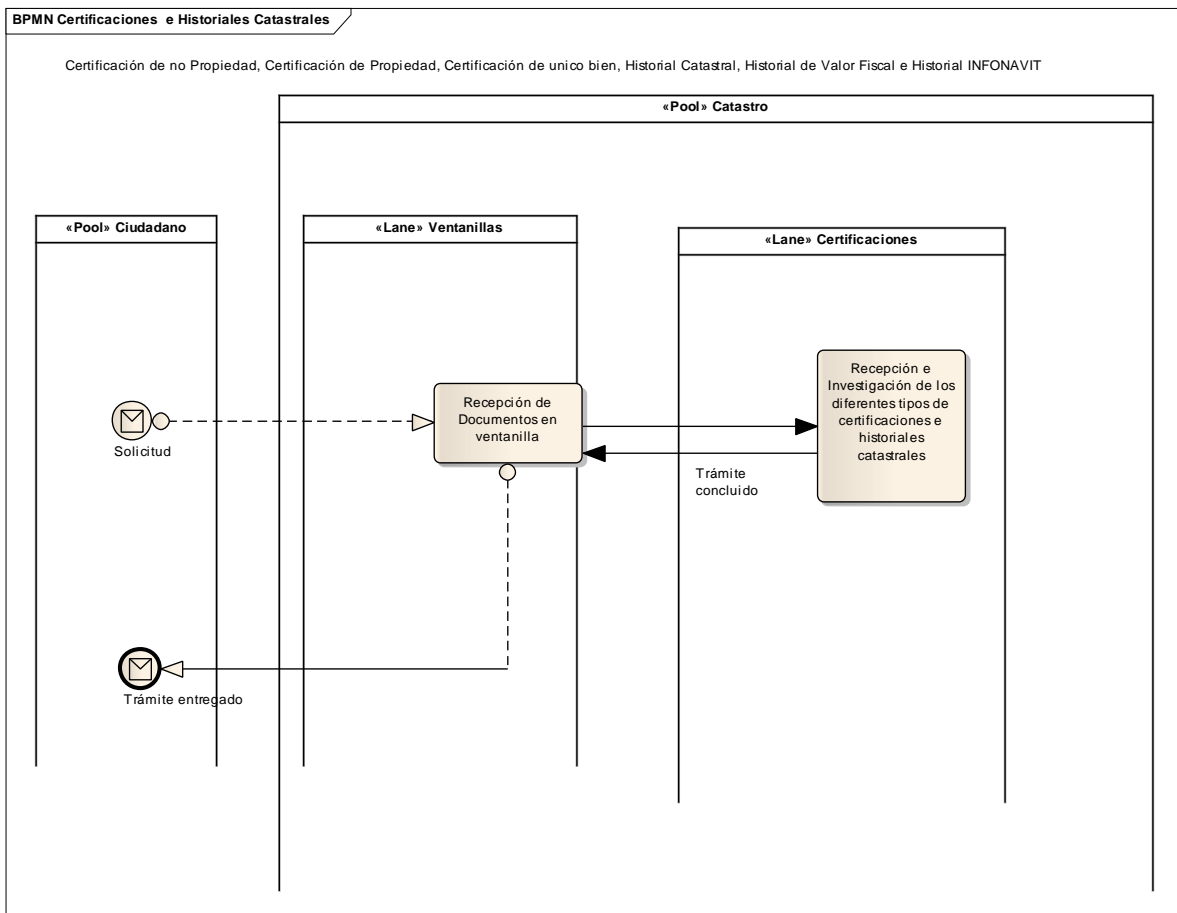 BPMN Certificaciones e Historiales Catastrales
Certificación de no Propiedad, Certificación de Propiedad, Certificación de unico bien, Historial Catastral, Historial de Valor Fiscal e Historial INFONAVIT
«Pool» Catastro
«Pool» Ciudadano
«Lane» Ventanillas
«Lane» Certificaciones
Solicitud
Recepción de
Documentos en
ventanilla
Recepción e
Investigación de los
diferentes tipos de
certificaciones e
historiales
catastrales
Trámite
concluido
Trámite entregado